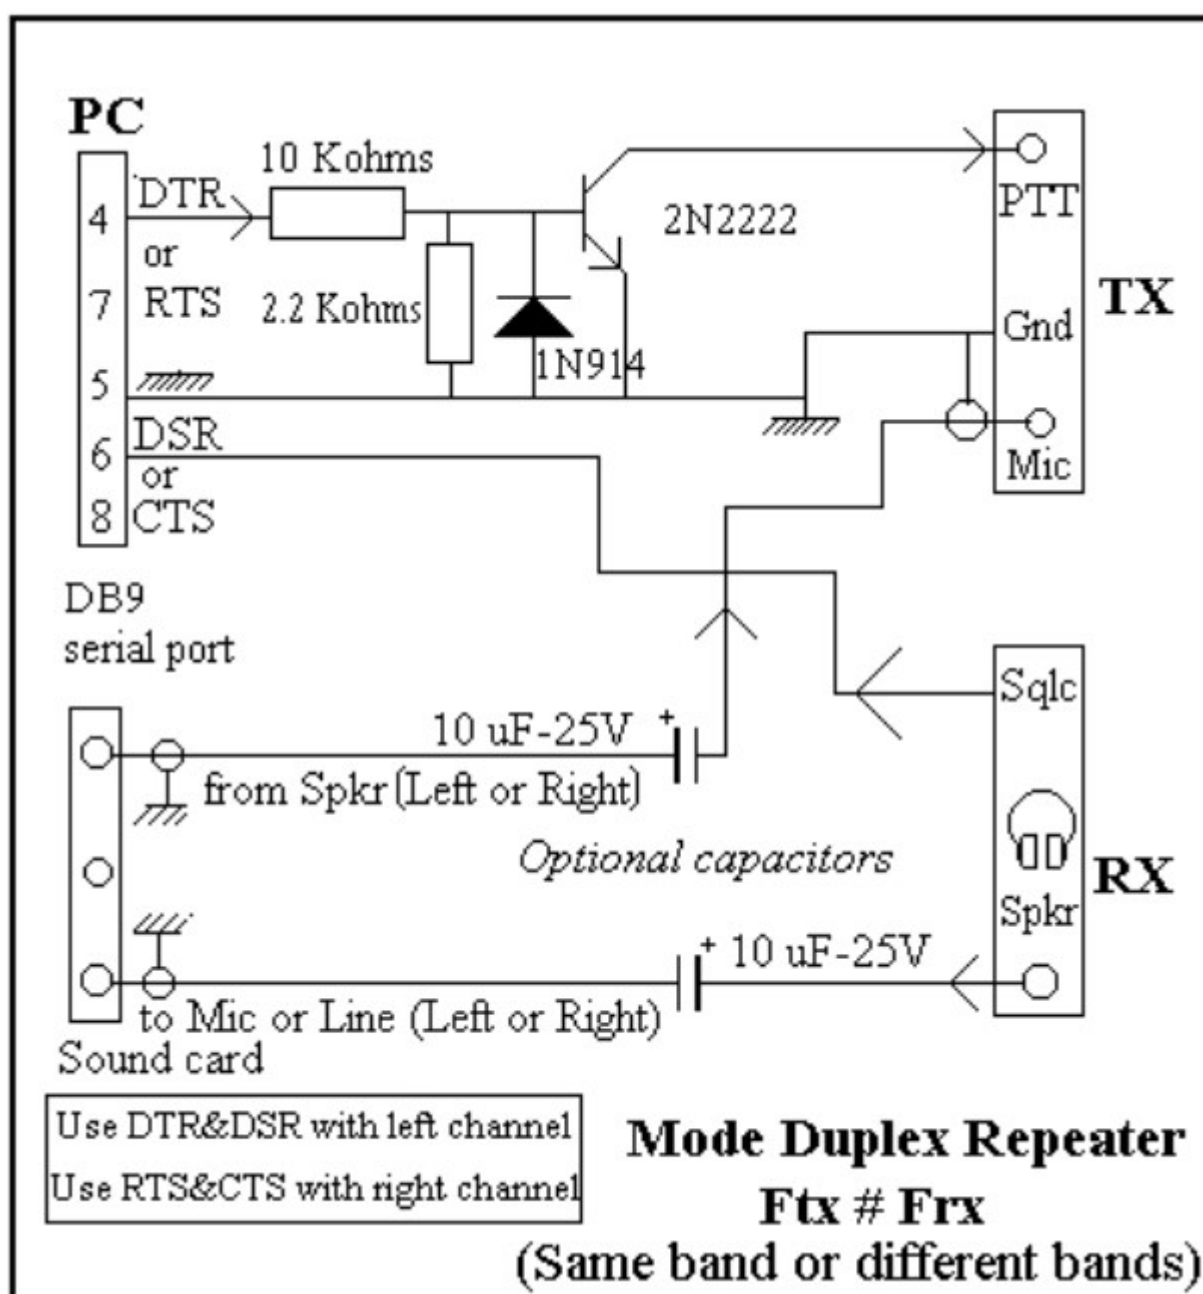 PC
10 Kohms
4
DTR
or
7
RTS
2.2 Kohms
1N914
2N2222
5
6
DSR
or
8
CTS
DB9
serial port
PTT
TX
Gnd
Mic
Sqlc
RX
Spkr
10 uF-25V
+
from Spkr (Left or Right)
Optional capacitors
+
10 uF-25V
to Mic or Line (Left or Right)
Sound card
Use DTR&DSR with left channel
Use RTS&CTS with right channel
Mode Duplex Repeater
Ftx # Frx
(Same band or different bands)